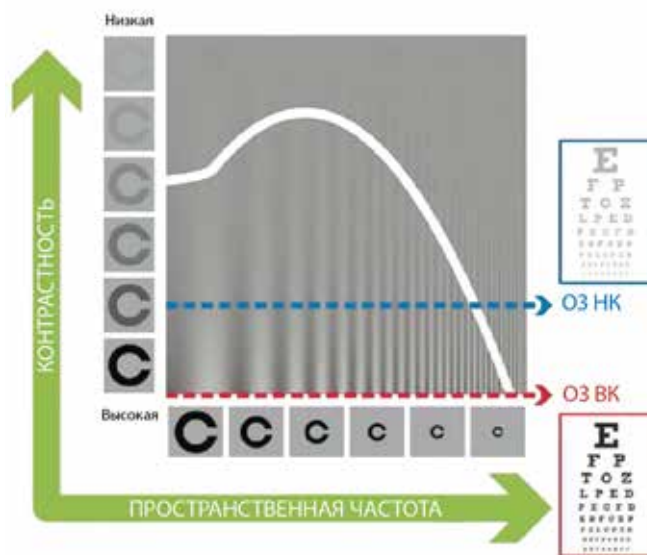 Низкая
КОНТРАСТНОСТЬ
E
F P
T O Z
L P E D
P E C F D
E D F C Z P
ОЗ НК
ОЗ ВК
Высокая
E
F P
T O Z
L P E D
P E C F D
E D F C Z P
ПРОСТРАНСТВЕННАЯ ЧАСТОТА